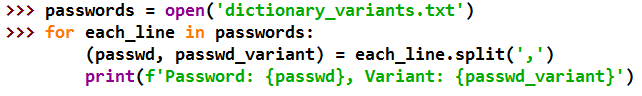 >>> passwords = open('dictionary_variants.txt')
>>> for each_line in passwords:
        (passwd, passwd_variant) = each_line.split(',')
        print(f'Password: {passwd}, Variant: {passwd_variant}')